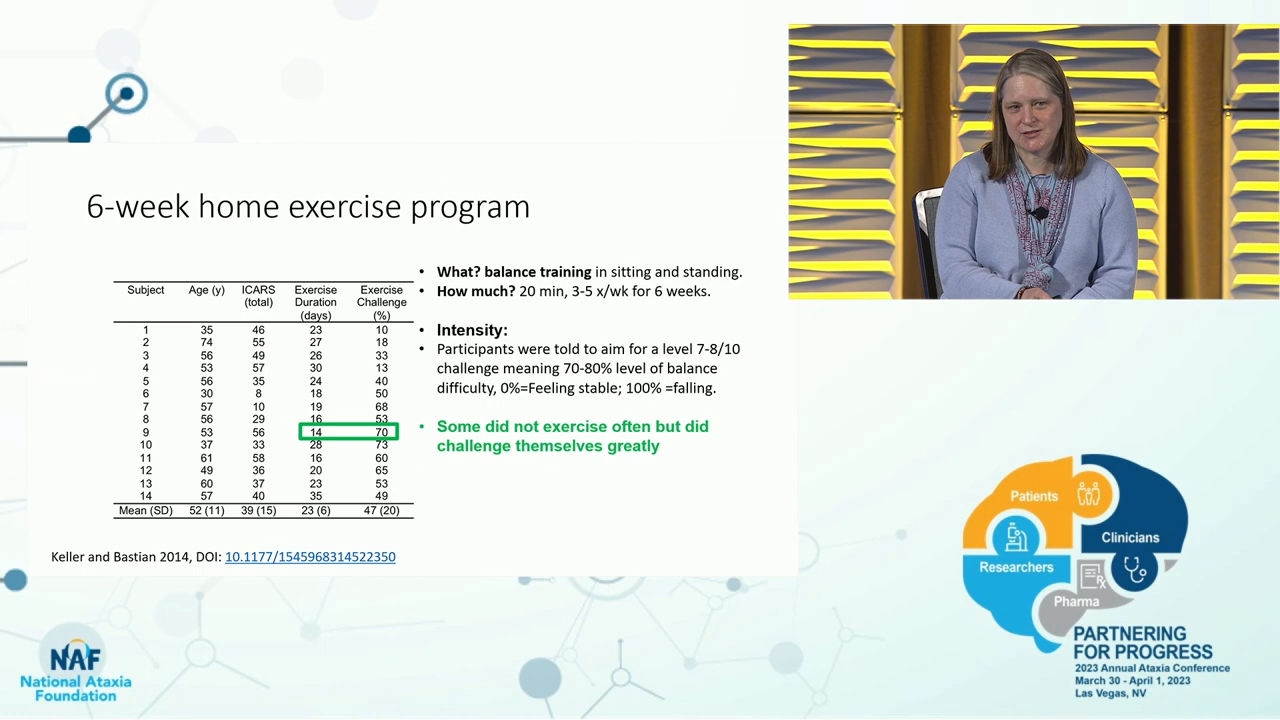 6-week home exercise program
Subject Age (y) ICARS (total) Exercise Duration (days) Exercise Challenge (%)
1 35 46 23 10
2 74 55 27 18
3 56 49 26 33
4 53 57 30 13
5 56 35 24 40
6 30 8 18 50
7 57 10 19 68
8 56 29 16 53
9 53 56 14 70
10 37 33 28 73
11 61 58 16 60
12 49 36 20 65
13 60 37 23 53
14 57 40 35 49
Mean (SD) 52 (11) 39 (15) 23 (6) 47 (20)
• What? balance training in sitting and standing.
• How much? 20 min, 3-5 x/wk for 6 weeks.
• Intensity:
• Participants were told to aim for a level 7-8/10
challenge meaning 70-80% level of balance
difficulty, 0%=Feeling stable; 100% =falling.
• Some did not exercise often but did
challenge themselves greatly
Keller and Bastian 2014, DOI: 10.1177/1545968314522350
NAF
National Ataxia
Foundation
Patients
Clinicians
Researchers
Rx
Pharma
PARTNERING
FOR PROGRESS
2023 Annual Ataxia Conference
March 30 - April 1, 2023
Las Vegas, NV